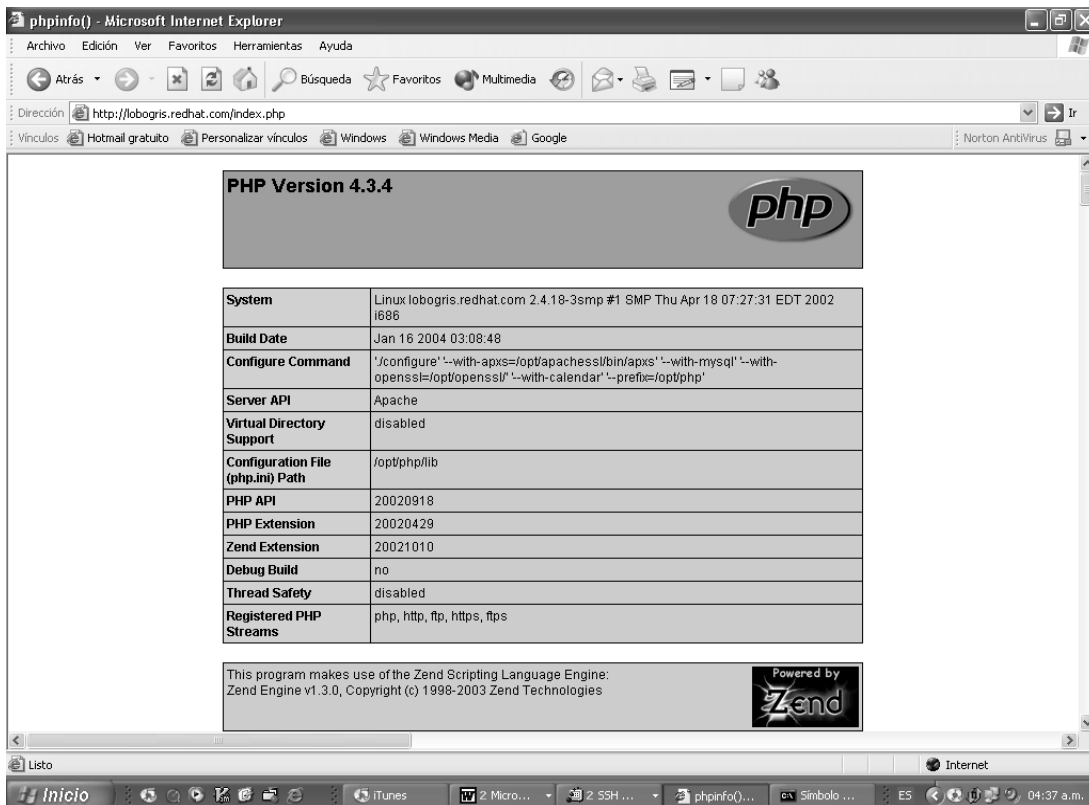 phpinfo() - Microsoft Internet Explorer
Archivo Edición Ver Favoritos Herramientas Ayuda
Atrás Búsqueda Favoritos Multimedia
Dirección http://lobogris.redhat.com/index.php Ir
Vínculos Hotmail gratuito Personalizar vínculos Windows Windows Media Google Norton AntiVirus
PHP Version 4.3.4
php
System Linux lobogris.redhat.com 2.4.18-3smp #1 SMP Thu Apr 18 07:27:31 EDT 2002
i686
Build Date Jan 16 2004 03:08:48
Configure Command './configure' '--with-apxs=/opt/apachessl/bin/apxs' '--with-mysql' '--with-
openssl=/opt/openssl/' '--with-calendar' '--prefix=/opt/php'
Server API Apache
Virtual Directory disabled
Support
Configuration File /opt/php/lib
(php.ini) Path
PHP API 20020918
PHP Extension 20020429
Zend Extension 20021010
Debug Build no
Thread Safety disabled
Registered PHP php, http, ftp, https, ftps
Streams
This program makes use of the Zend Scripting Language Engine:
Zend Engine v1.3.0, Copyright (c) 1998-2003 Zend Technologies
Powered by
Zend
Listo Internet
Inicio iTunes 2 Micro... 2 SSH ... phpinfo()... Símbolo ... ES 04:37 a.m.